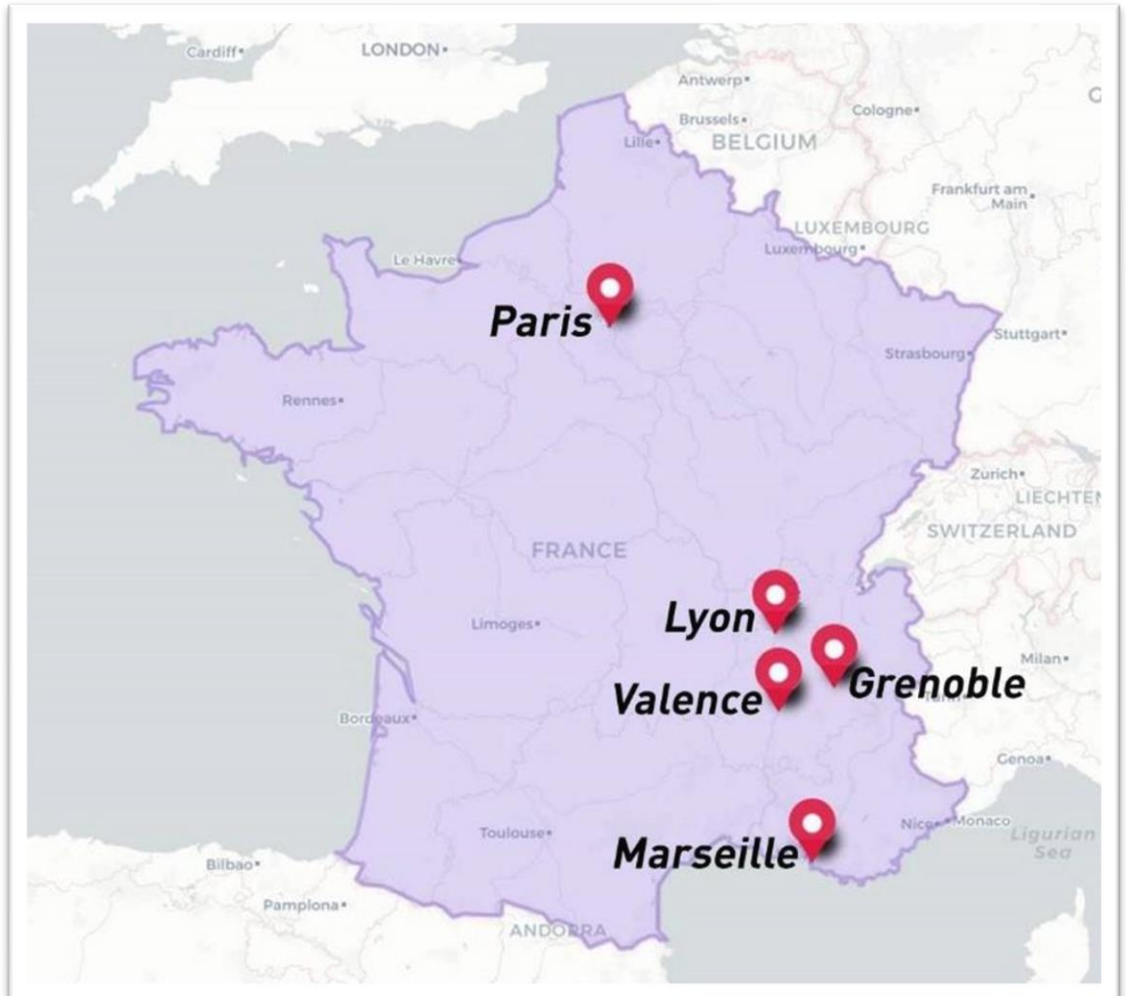 Cardiff
LONDON
Antwerp
Cologne
Brussels
BELGIUM
Lille
Frankfurt am
Main
LUXEMBOURG
Luxembourg
Le Havre
Paris
Stuttgart
Strasbourg
Rennes
Zurich
LIECHTEN
SWITZERLAND
FRANCE
Lyon
Limoges
Grenoble
Milan
Valence
Bordeaux
Genoa
Marseille
Toulouse
Nice
Monaco
Ligurian
Sea
Bilbao
Pamplona
ANDORRA